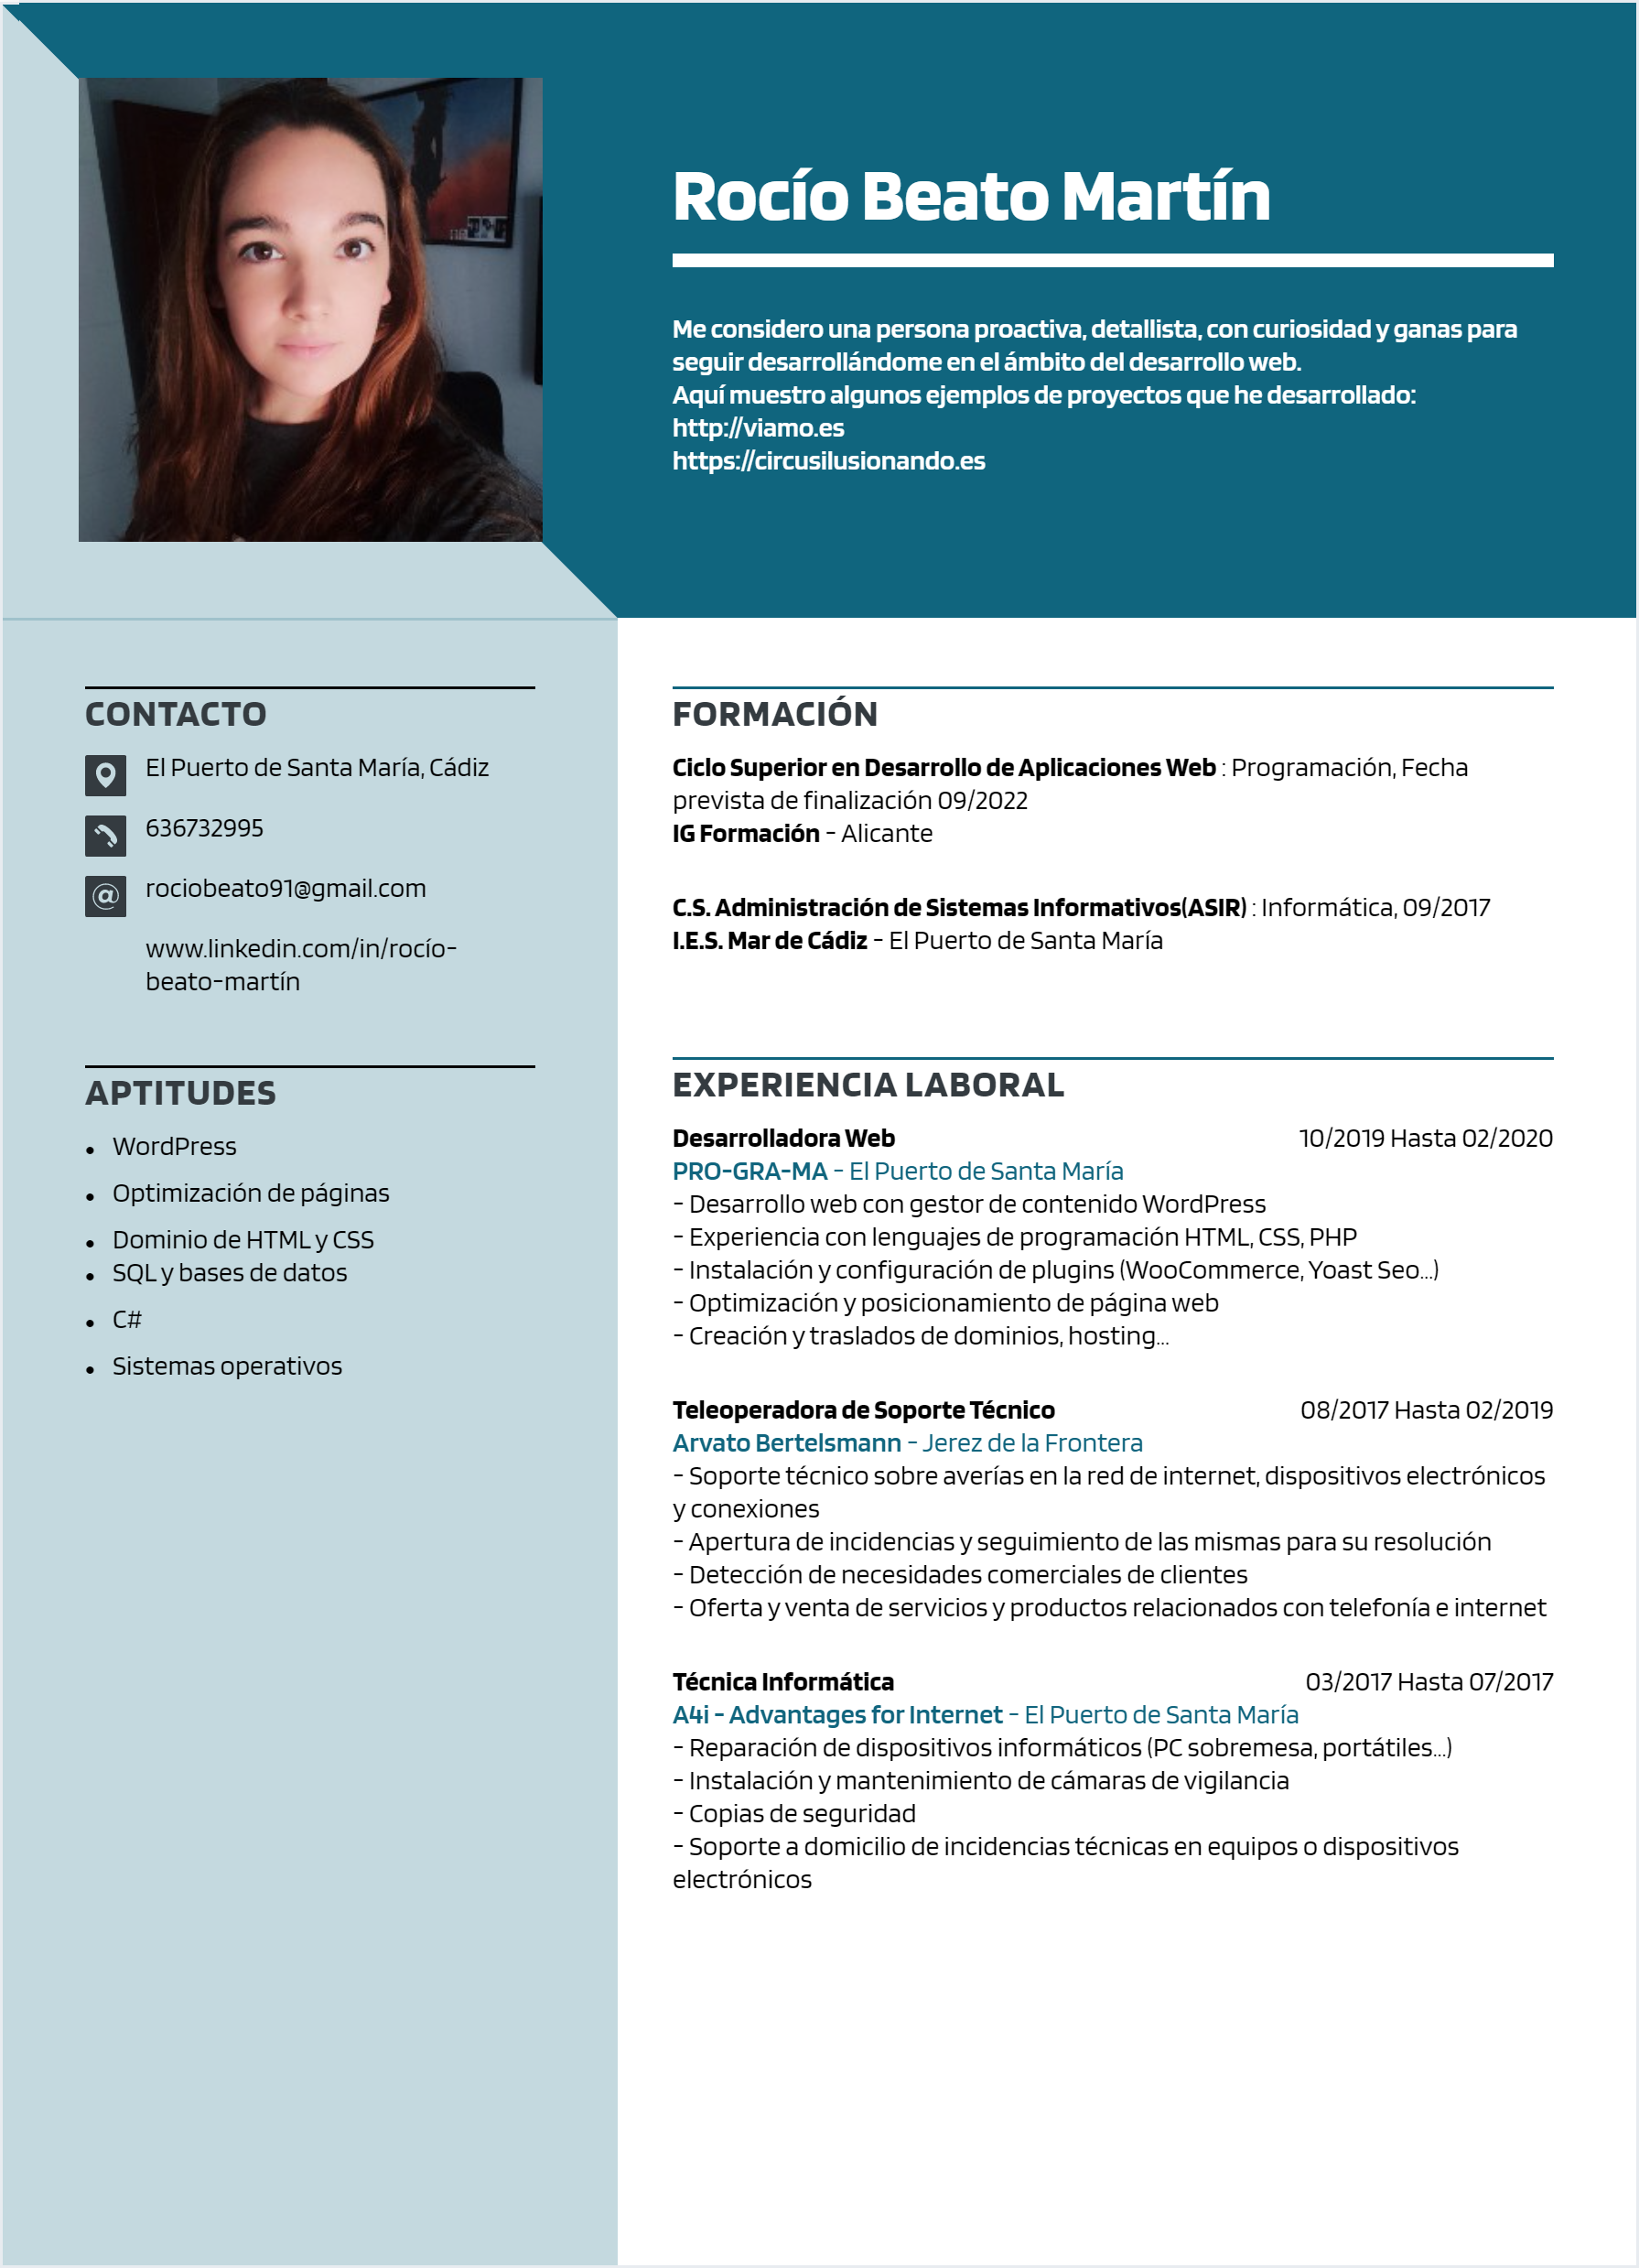 Rocío Beato Martín
Me considero una persona proactiva, detallista, con curiosidad y ganas para
seguir desarrollándome en el ámbito del desarrollo web.
Aquí muestro algunos ejemplos de proyectos que he desarrollado:
http://viamo.es
https://circusilusionando.es
CONTACTO
El Puerto de Santa María, Cádiz
636732995
rociobeato91@gmail.com
www.linkedin.com/in/rocío-
beato-martín
APTITUDES
• WordPress
• Optimización de páginas
• Dominio de HTML y CSS
• SQL y bases de datos
• C#
• Sistemas operativos
FORMACIÓN
Ciclo Superior en Desarrollo de Aplicaciones Web : Programación, Fecha
prevista de finalización 09/2022
IG Formación - Alicante
C.S. Administración de Sistemas Informativos(ASIR) : Informática, 09/2017
I.E.S. Mar de Cádiz - El Puerto de Santa María
EXPERIENCIA LABORAL
Desarrolladora Web 10/2019 Hasta 02/2020
PRO-GRA-MA - El Puerto de Santa María
- Desarrollo web con gestor de contenido WordPress
- Experiencia con lenguajes de programación HTML, CSS, PHP
- Instalación y configuración de plugins (WooCommerce, Yoast Seo...)
- Optimización y posicionamiento de página web
- Creación y traslados de dominios, hosting...
Teleoperadora de Soporte Técnico 08/2017 Hasta 02/2019
Arvato Bertelsmann - Jerez de la Frontera
- Soporte técnico sobre averías en la red de internet, dispositivos electrónicos
y conexiones
- Apertura de incidencias y seguimiento de las mismas para su resolución
- Detección de necesidades comerciales de clientes
- Oferta y venta de servicios y productos relacionados con telefonía e internet
Técnica Informática 03/2017 Hasta 07/2017
A4i - Advantages for Internet - El Puerto de Santa María
- Reparación de dispositivos informáticos (PC sobremesa, portátiles...)
- Instalación y mantenimiento de cámaras de vigilancia
- Copias de seguridad
- Soporte a domicilio de incidencias técnicas en equipos o dispositivos
electrónicos